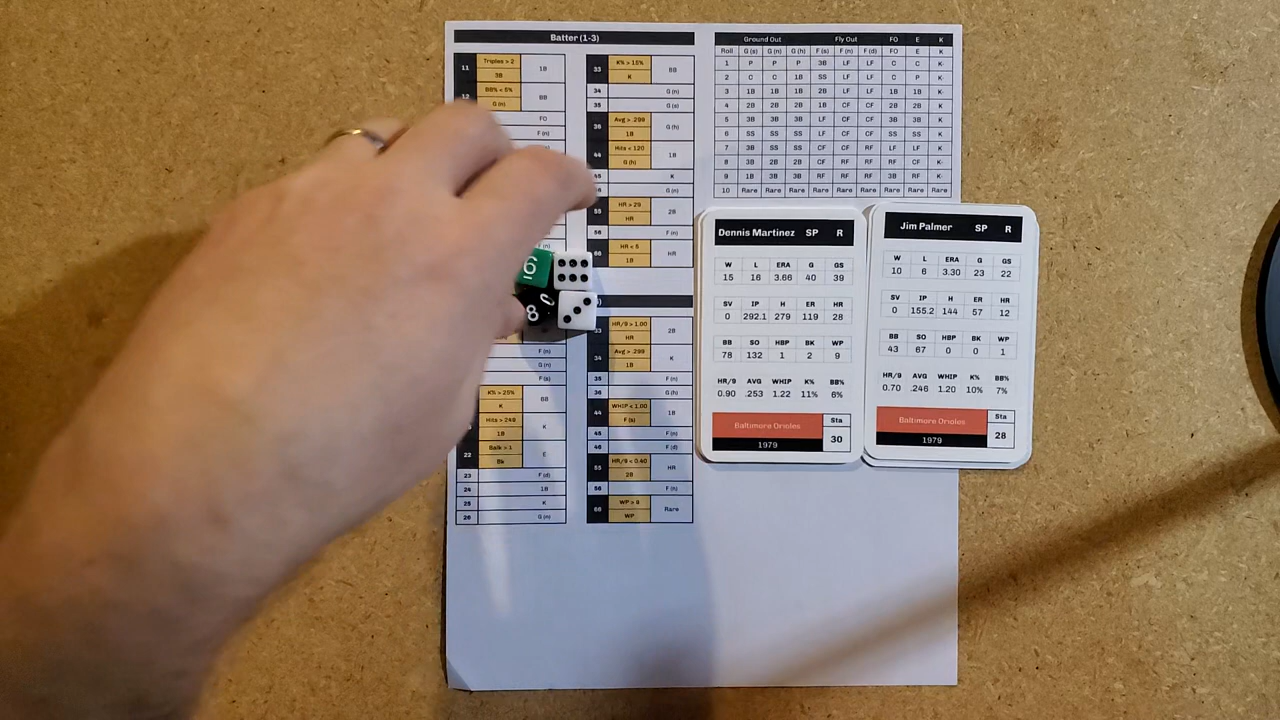 Batter (1-3)
11 Triples > 2 1B
3B
12 BB% < 6% BB
G (n)
FO
F (n)
F (n)
33 K% > 15% BB
K
34 G (n)
35 G (s)
36 Avg > .299 G (h)
1B
44 Hits < 120 1B
G (h)
45 K
G (n)
55 HR > 29 2B
HR
56 F (n)
66 HR < 5 HR
1B
33 HR/9 > 1.00 2B
HR
34 Avg > .299 K
1B
35 F (n)
36 G (h)
44 WHIP < 1.00 1B
F (s)
45 F (n)
46 F (d)
55 HR/9 < 0.40 HR
2B
56 F (n)
66 WP > 8 Rare
WP
F (n)
G (n)
F (s)
K% > 25% BB
K
Hits > 248 K
1B
22 Balk > 1 E
Bk
23 F (d)
24 1B
25 K
26 G (n)
Ground Out Fly Out FO E K
Roll G (s) G (n) G (h) F (s) F (n) F (d) FO E K
1 P P P 3B LF LF C C K-
2 C C 1B SS LF LF C P K-
3 1B 1B 2B 1B LF LF 1B 1B K
4 2B 2B 2B 1B CF CF 2B 2B K
5 3B 3B 3B LF CF CF 3B 3B K
6 SS SS SS LF CF CF SS SS K
7 3B SS SS CF CF RF LF LF K
8 3B 2B 2B CF RF RF CF CF K-
9 1B 3B 3B RF RF RF 3B RF K-
10 Rare Rare Rare Rare Rare Rare Rare Rare Rare
Dennis Martinez SP R
W L ERA G GS
15 16 3.66 40 39
SV IP H ER HR
0 292.1 279 119 28
BB SO HBP BK WP
78 132 1 2 9
HR/9 AVG WHIP K% BB%
0.90 .253 1.22 11% 6%
Baltimore Orioles Sta
1979 30
Jim Palmer SP R
W L ERA G GS
10 6 3.30 23 22
SV IP H ER HR
0 155.2 144 57 12
BB SO HBP BK WP
43 67 0 0 1
HR/9 AVG WHIP K% BB%
0.70 .246 1.20 10% 7%
Baltimore Orioles Sta
1979 28
6
8 0